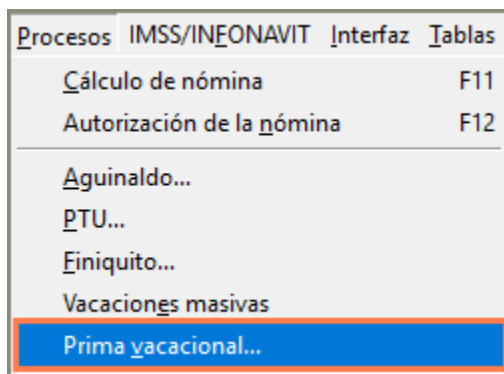 Procesos IMSS/INFONAVIT Interfaz Tablas
Cálculo de nómina F11
Autorización de la nómina F12
Aguinaldo...
PTU...
Finiquito...
Vacaciones masivas
Prima vacacional...